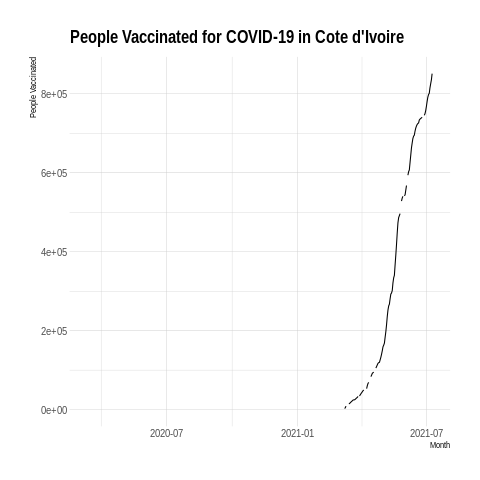 People Vaccinated for COVID-19 in Cote d'Ivoire
People Vaccinated
8e+05
6e+05
4e+05
2e+05
0e+00
2020-07
2021-01
2021-07
Month